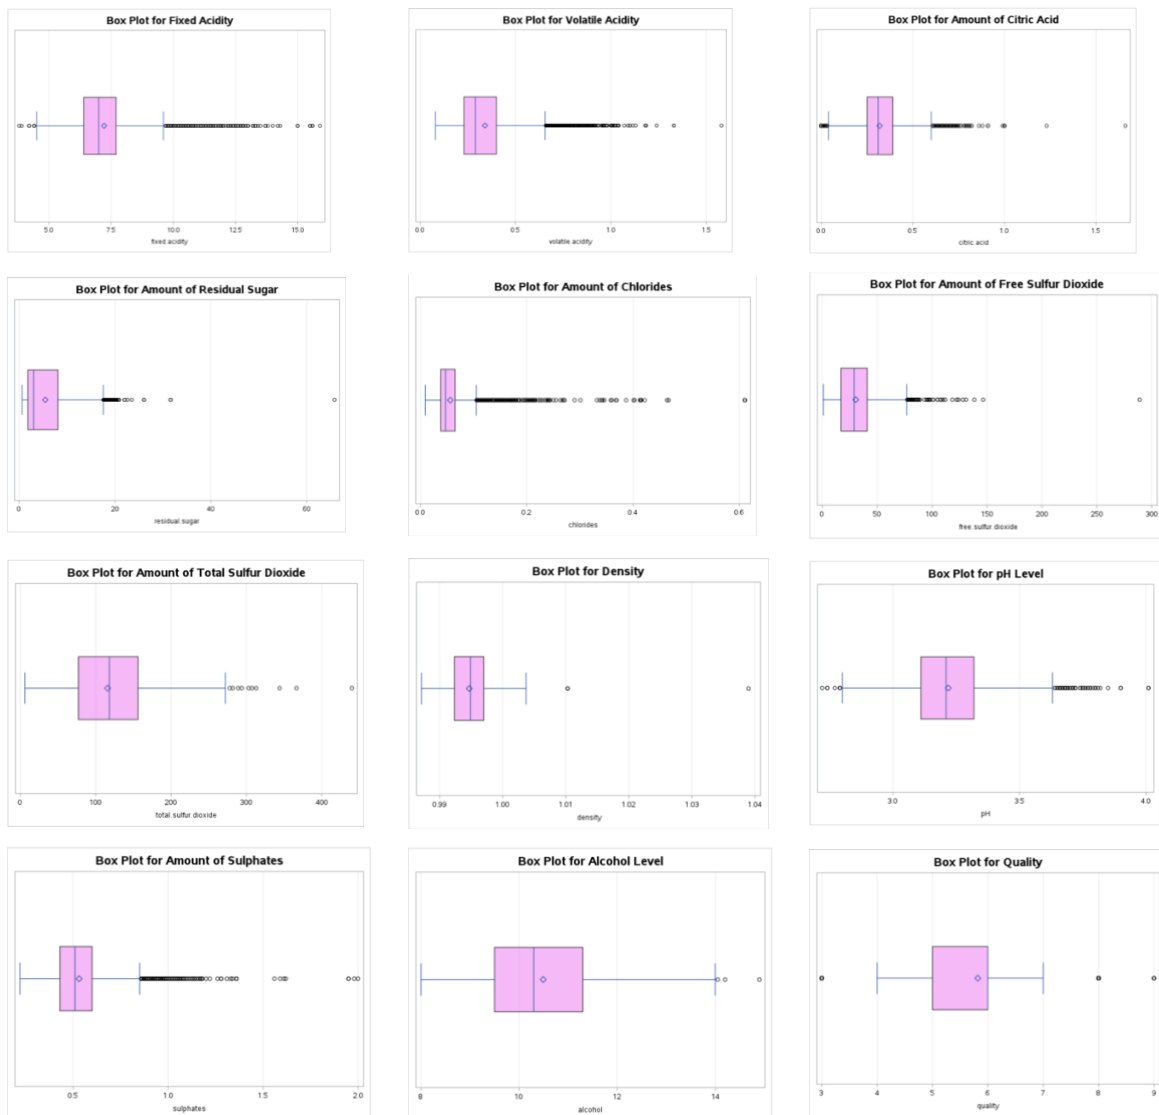 Box Plot for Fixed Acidity
5.0 7.5 10.0 12.5 15.0
fixed.acidity
Box Plot for Volatile Acidity
0.0 0.5 1.0 1.5
volatile.acidity
Box Plot for Amount of Citric Acid
0.0 0.5 1.0 1.5
citric.acid
Box Plot for Amount of Residual Sugar
0 20 40 60
residual.sugar
Box Plot for Amount of Chlorides
0.0 0.2 0.4 0.6
chlorides
Box Plot for Amount of Free Sulfur Dioxide
0 50 100 150 200 250 300
free.sulfur.dioxide
Box Plot for Amount of Total Sulfur Dioxide
0 100 200 300 400
total.sulfur.dioxide
Box Plot for Density
0.99 1.00 1.01 1.02 1.03 1.04
density
Box Plot for pH Level
3.0 3.5 4.0
pH
Box Plot for Amount of Sulphates
0.5 1.0 1.5 2.0
sulphates
Box Plot for Alcohol Level
8 10 12 14
alcohol
Box Plot for Quality
3 4 5 6 7 8 9
quality